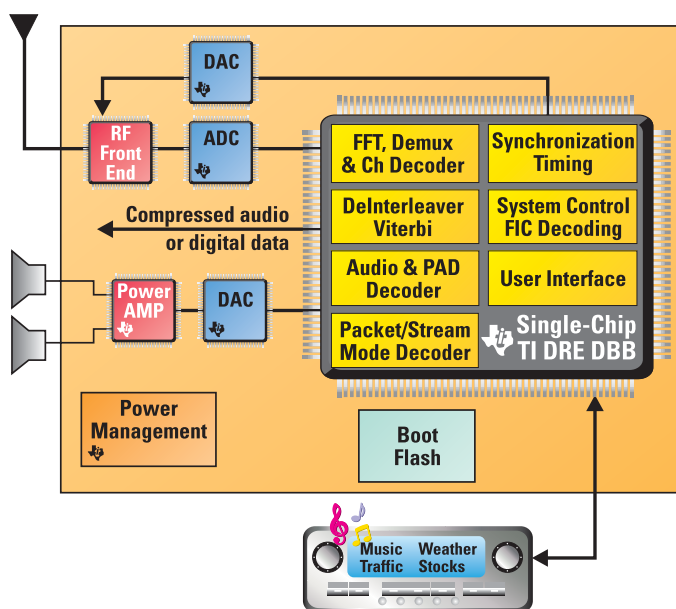 DAC
RF
Front
End
ADC
FFT, Demux
& Ch Decoder
Synchronization
Timing
Compressed audio
or digital data
DeInterleaver
Viterbi
System Control
FIC Decoding
Audio & PAD
Decoder
User Interface
Power
AMP
DAC
Packet/Stream
Mode Decoder
Single-Chip
TI DRE DBB
Power
Management
Boot
Flash
Music Weather
Traffic Stocks